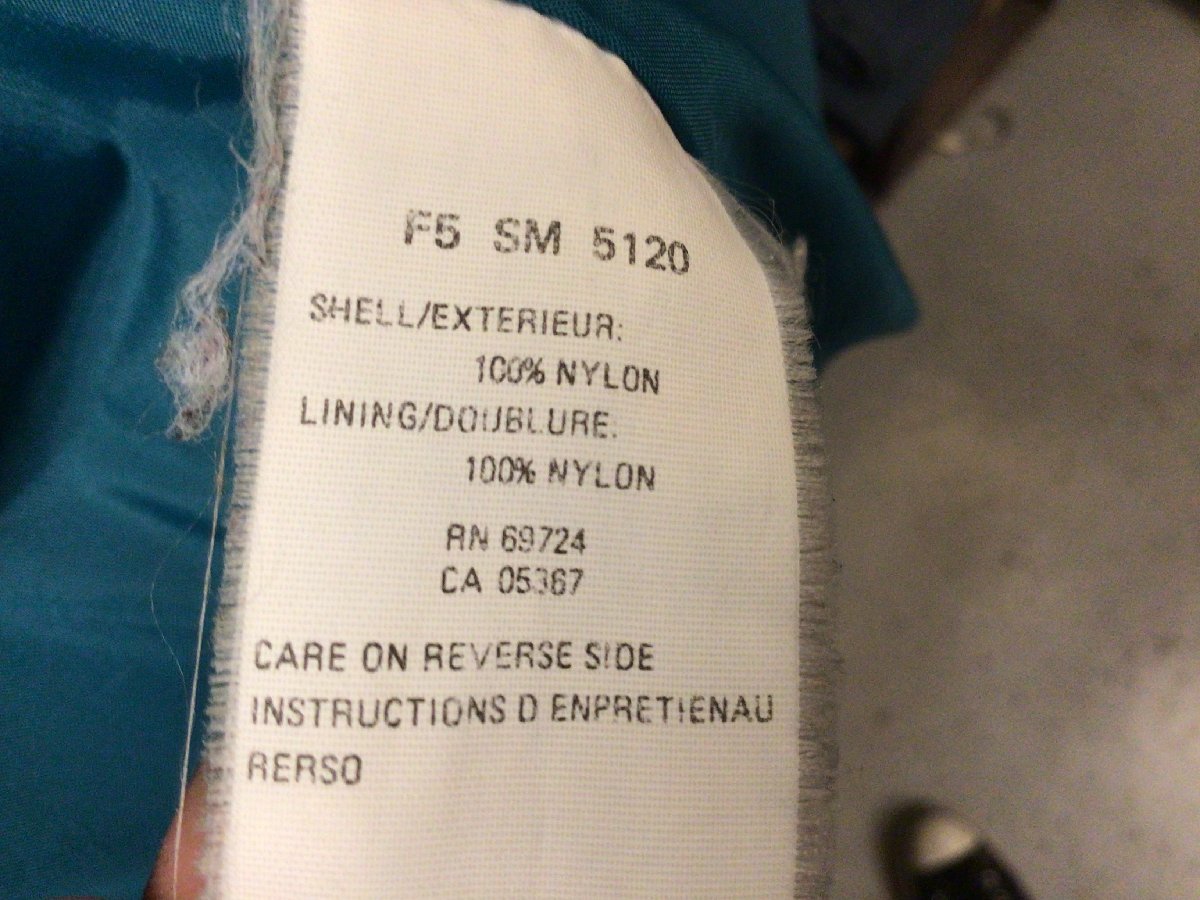 F5 SM 5120
SHELL/EXTERIEUR:
100% NYLON
LINING/DOUBLURE:
100% NYLON
RN 69724
CA 05367
CARE ON REVERSE SIDE
INSTRUCTIONS D ENPRETIENAU
RERSO